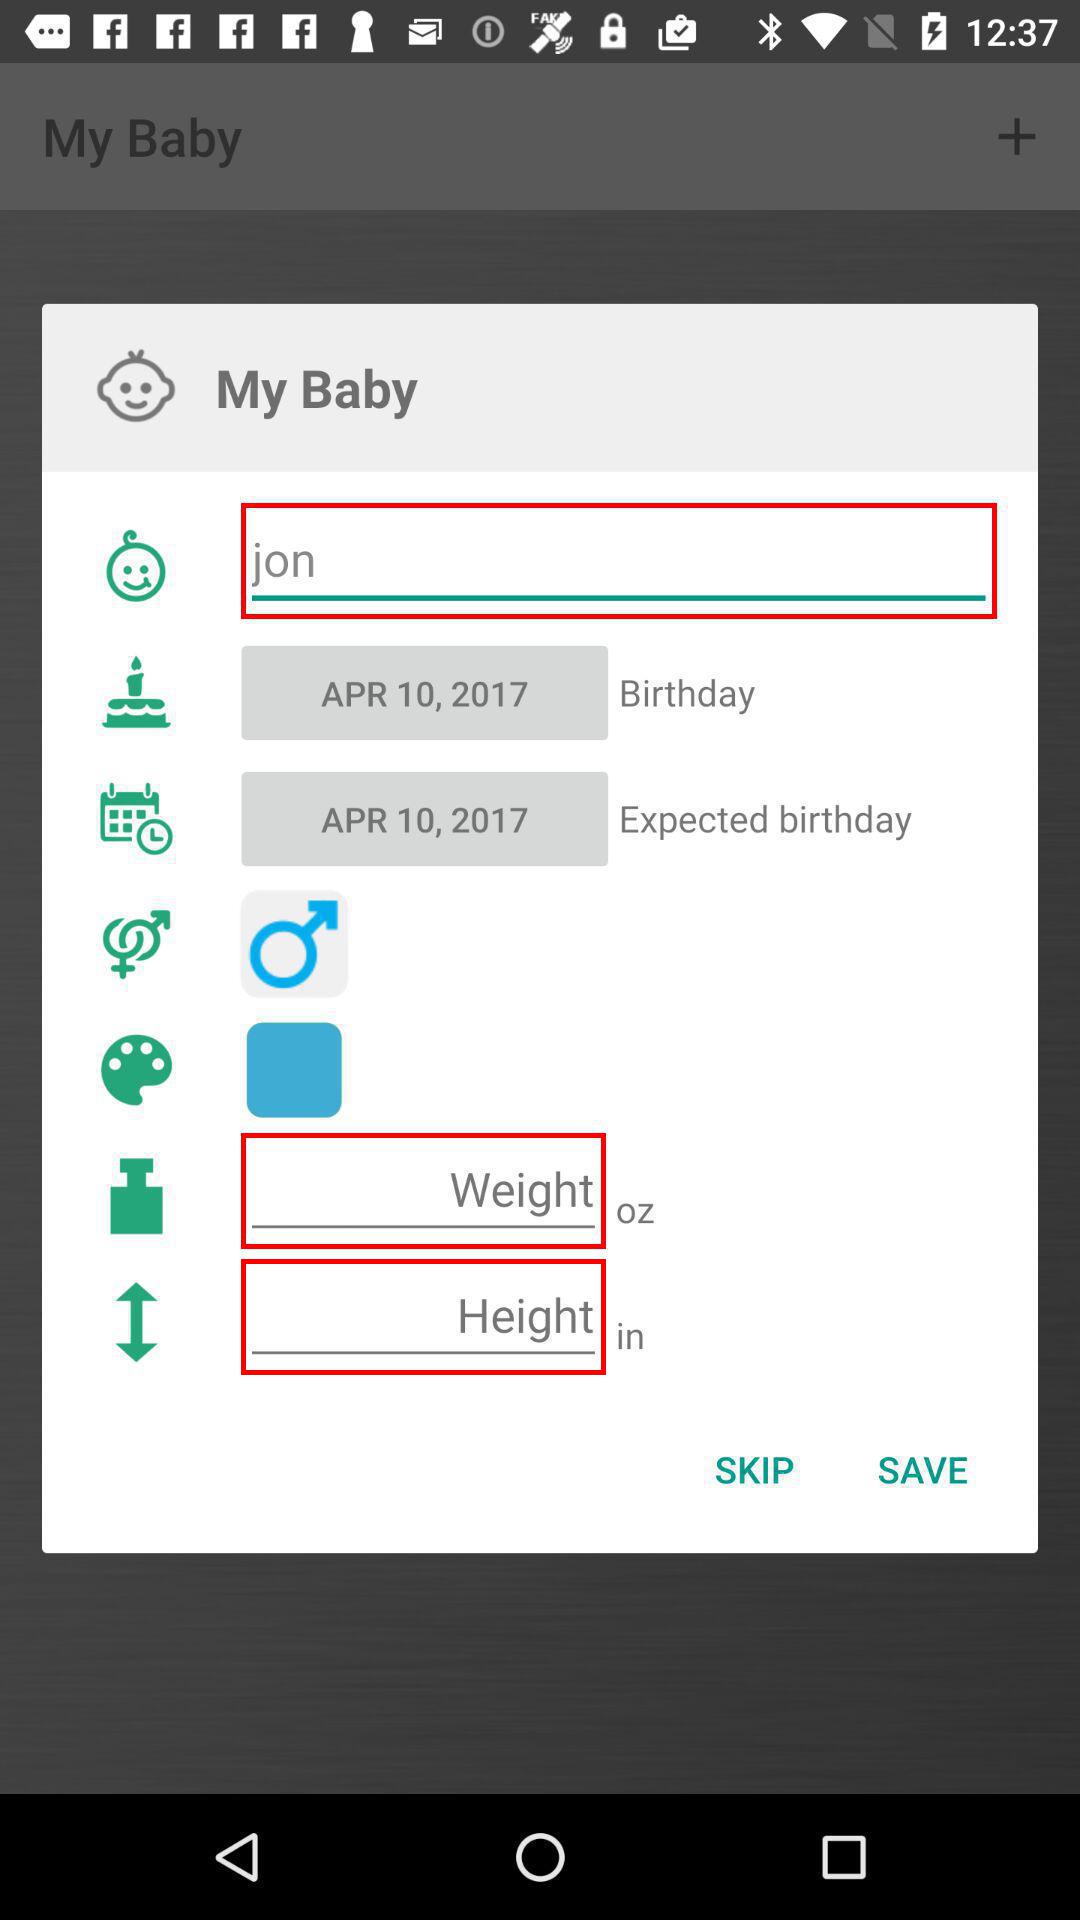 FAKE
12:37
My Baby
My Baby
jon
APR 10, 2017 Birthday
APR 10, 2017 Expected birthday
Weight oz
Height in
SKIP SAVE